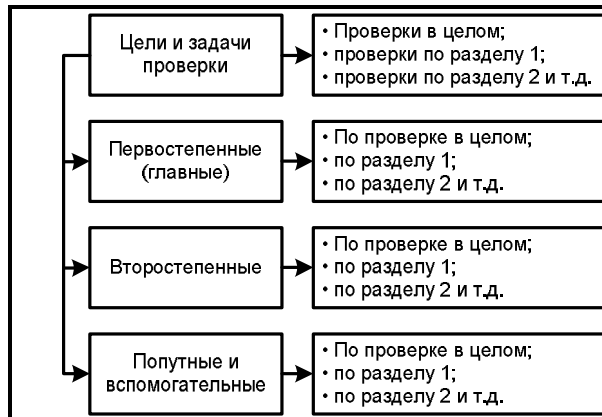 Цели и задачи
проверки
• Проверки в целом;
• проверки по разделу 1;
• проверки по разделу 2 и т.д.
Первостепенные
(главные)
• По проверке в целом;
• по разделу 1;
• по разделу 2 и т.д.
Второстепенные
• По проверке в целом;
• по разделу 1;
• по разделу 2 и т.д.
Попутные и
вспомогательные
• По проверке в целом;
• по разделу 1;
• по разделу 2 и т.д.